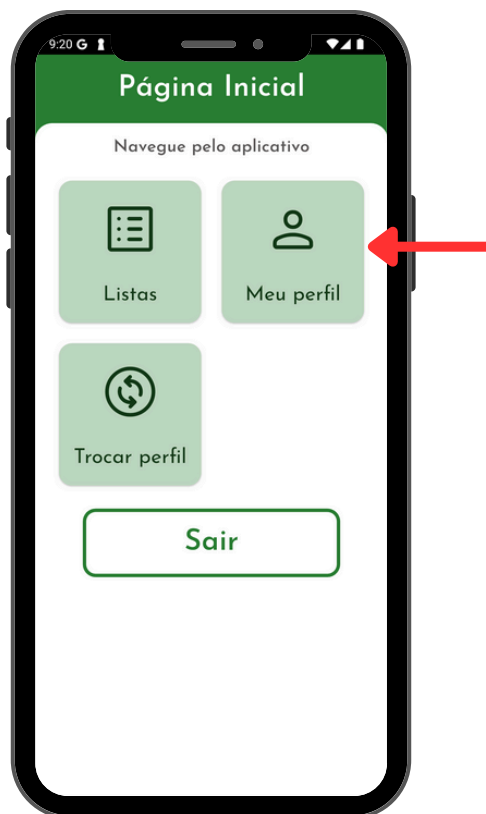 9:20 G
Página Inicial
Navegue pelo aplicativo
Listas
Meu perfil
Trocar perfil
Sair